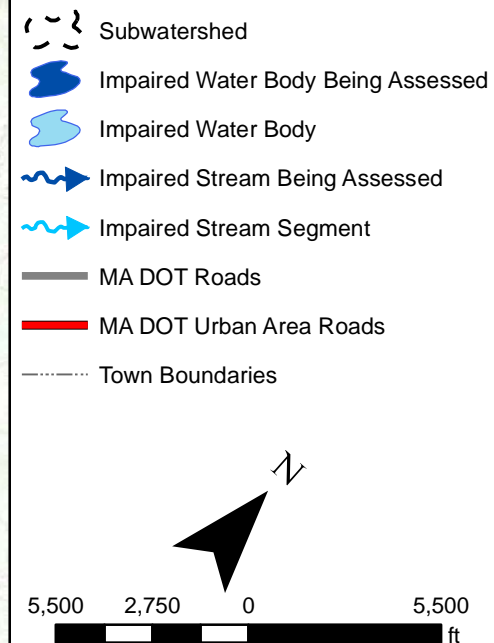 Subwatershed
Impaired Water Body Being Assessed
Impaired Water Body
Impaired Stream Being Assessed
Impaired Stream Segment
MA DOT Roads
MA DOT Urban Area Roads
Town Boundaries
N
5,500 2,750 0 5,500
ft